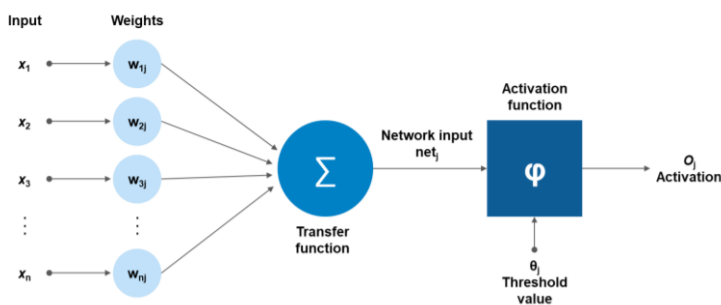 Input
Weights
x1
w1j
x2
w2j
x3
w3j
⋮
⋮
xn
wnj
Σ
Transfer
function
Network input
netj
Activation
function
φ
Oj
Activation
θj
Threshold
value